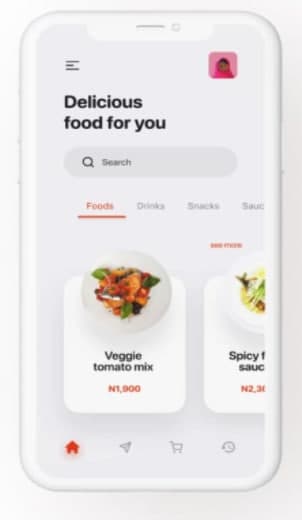 Delicious
food for you
Search
Foods Drinks Snacks Sauc
see more
Veggie
tomato mix
N1,900
Spicy f
sauc
N2,30